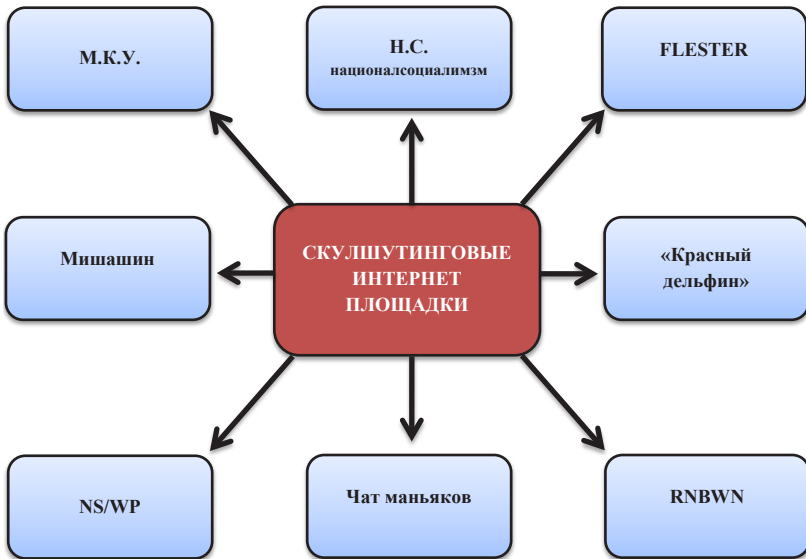 М.К.У.
Н.С.
националсоциалимзм
FLESTER
Мишашин
СКУЛШУТИНГОВЫЕ
ИНТЕРНЕТ
ПЛОЩАДКИ
«Красный
дельфин»
NS/WP
Чат маньяков
RNBWN